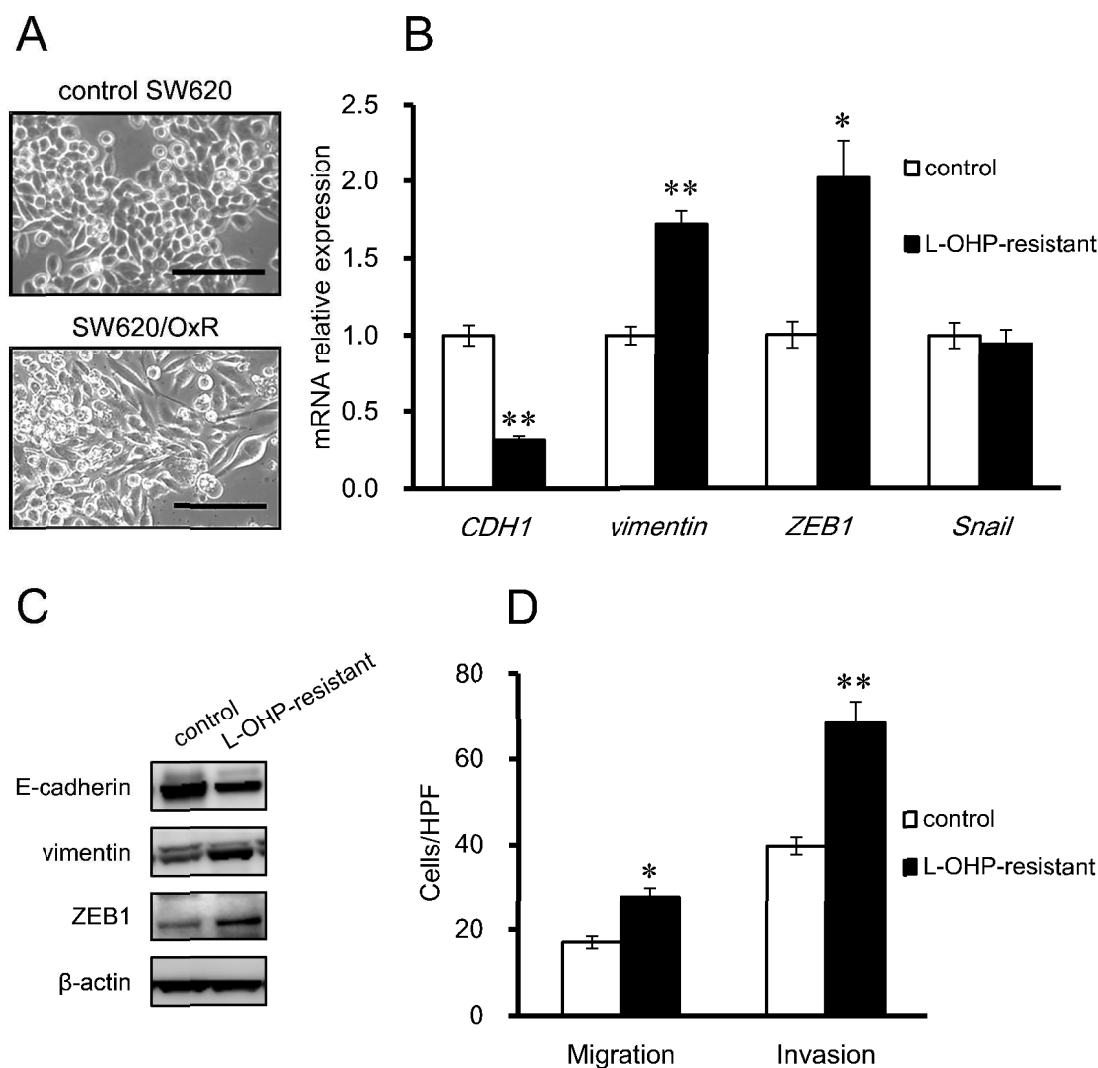 A
control SW620
SW620/OxR
B
mRNA relative expression
2.5
2.0
1.5
1.0
0.5
0.0
**
**
*
CDH1
vimentin
ZEB1
Snail
control
L-OHP-resistant
C
control
L-OHP-resistant
E-cadherin
vimentin
ZEB1
β-actin
D
Cells/HPF
80
60
40
20
0
*
**
Migration
Invasion
control
L-OHP-resistant